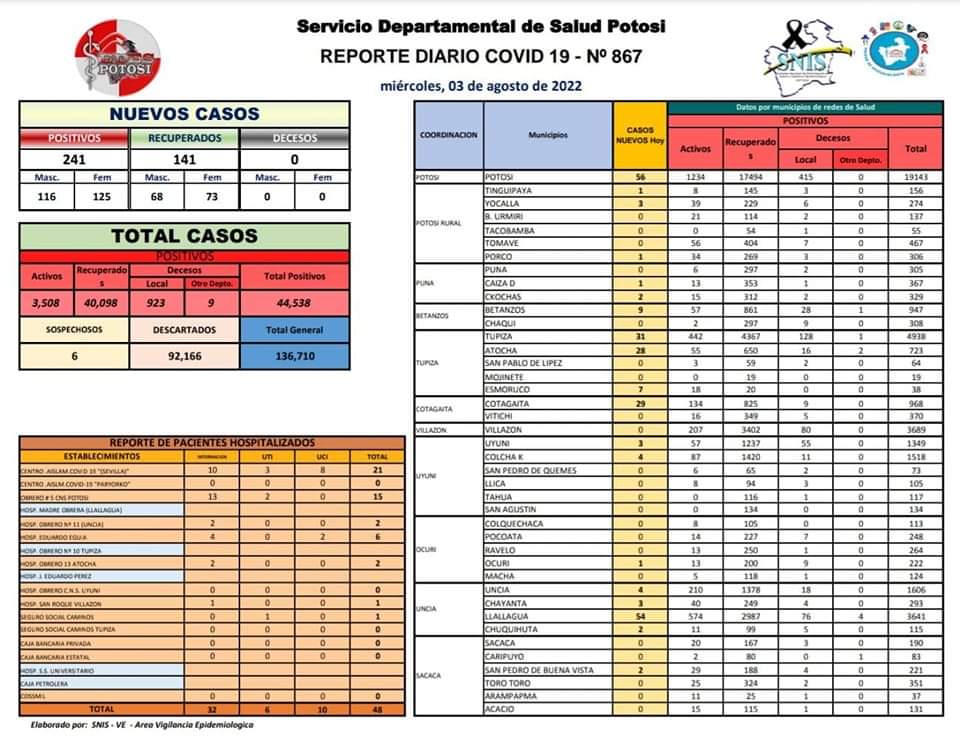 Servicio Departamental de Salud Potosi
REPORTE DIARIO COVID 19 - Nº 867
miércoles, 03 de agosto de 2022
POTOSI
SNIS
NUEVOS CASOS
POSITIVOS RECUPERADOS DECESOS
241 141 0
Masc. Fem Masc. Fem Masc. Fem
116 125 68 73 0 0
TOTAL CASOS
POSITIVOS
Activos Recuperados Decesos Total Positivos
Local Otro Depto.
3,508 40,098 923 9 44,538
SOSPECHOSOS DESCARTADOS Total General
6 92,166 136,710
REPORTE DE PACIENTES HOSPITALIZADOS
ESTABLECIMIENTOS INTERNACION UTI UCI TOTAL
CENTRO .AISLAM.COVID 19 "(SEVILLA) 10 3 8 21
CENTRO. AISLAM.COVID-19 "PARYORKO" 0 0 0 0
OBRERO # 5 CNS POTOSI 13 2 0 15
HOSP. MADRE OBRERA (LLALLAGUA)
HOSP. OBRERO Nº 11 (UNCIA) 2 0 0 2
HOSP. EDUARDO EGUIA 4 0 2 6
HOSP. OBRERO Nº 10 TUPIZA
HOSP. OBRERO 13 ATOCHA 2 0 0 2
HOSP. J. EDUARDO PEREZ
HOSP. OBRERO C.N.S. UYUNI 0 0 0 0
HOSP. SAN ROQUE VILLAZON 1 0 0 1
SEGURO SOCIAL CAMINOS 0 1 0 1
SEGURO SOCIAL CAMINOS TUPIZA 0 0 0 0
CAJA BANCARIA PRIVADA 0 0 0 0
CAJA BANCARIA ESTATAL 0 0 0 0
HOSP. S.S. UNIVERSITARIO
CAJA PETROLERA
COSSMIL 0 0 0 0
TOTAL 32 6 10 48
Elaborado por: SNIS - VE - Area Vigilancia Epidemiologica
COORDINACION Municipios CASOS NUEVOS Hoy Datos por municipios de redes de Salud
POSITIVOS
Activos Recuperados Decesos Total
Local Otro Depto.
POTOSI POTOSI 56 1234 17494 415 0 19143
POTOSI RURAL TINGUIPAYA 1 8 145 3 0 156
YOCALLA 3 39 229 6 0 274
B. URMIRI 0 21 114 2 0 137
TACOBAMBA 0 0 54 1 0 55
TOMAVE 0 56 404 7 0 467
PORCO 1 34 269 3 0 306
PUNA PUNA 0 6 297 2 0 305
CAIZA D 1 13 353 1 0 367
CKOCHAS 2 15 312 2 0 329
BETANZOS BETANZOS 9 57 861 28 1 947
CHAQUI 0 2 297 9 0 308
TUPIZA TUPIZA 31 442 4367 128 1 4938
ATOCHA 28 55 650 16 2 723
SAN PABLO DE LIPEZ 0 3 59 2 0 64
MOJINETE 0 0 19 0 0 19
ESMORUCO 7 18 20 0 0 38
COTAGAITA COTAGAITA 29 134 825 9 0 968
VITICHI 0 16 349 5 0 370
VILLAZON VILLAZON 0 207 3402 80 0 3689
UYUNI UYUNI 3 57 1237 55 0 1349
COLCHA K 4 87 1420 11 0 1518
SAN PEDRO DE QUEMES 0 6 65 2 0 73
LLICA 0 8 94 3 0 105
TAHUA 0 0 116 1 0 117
SAN AGUSTIN 0 0 134 0 0 134
OCURI COLQUECHACA 0 8 105 0 0 113
POCOATA 0 14 227 7 0 248
RAVELO 0 13 250 1 0 264
OCURI 1 13 200 9 0 222
MACHA 0 5 118 1 0 124
UNCIA UNCIA 4 210 1378 18 0 1606
CHAYANTA 3 40 249 4 0 293
LLALLAGUA 54 574 2987 76 4 3641
CHUQUIHUTA 2 11 99 5 0 115
SACACA SACACA 0 20 167 3 0 190
CARIPUYO 0 2 80 0 1 83
SAN PEDRO DE BUENA VISTA 2 29 188 4 0 221
TORO TORO 0 25 324 2 0 351
ARAMPAPMA 0 11 25 1 0 37
ACACIO 0 15 115 1 0 131